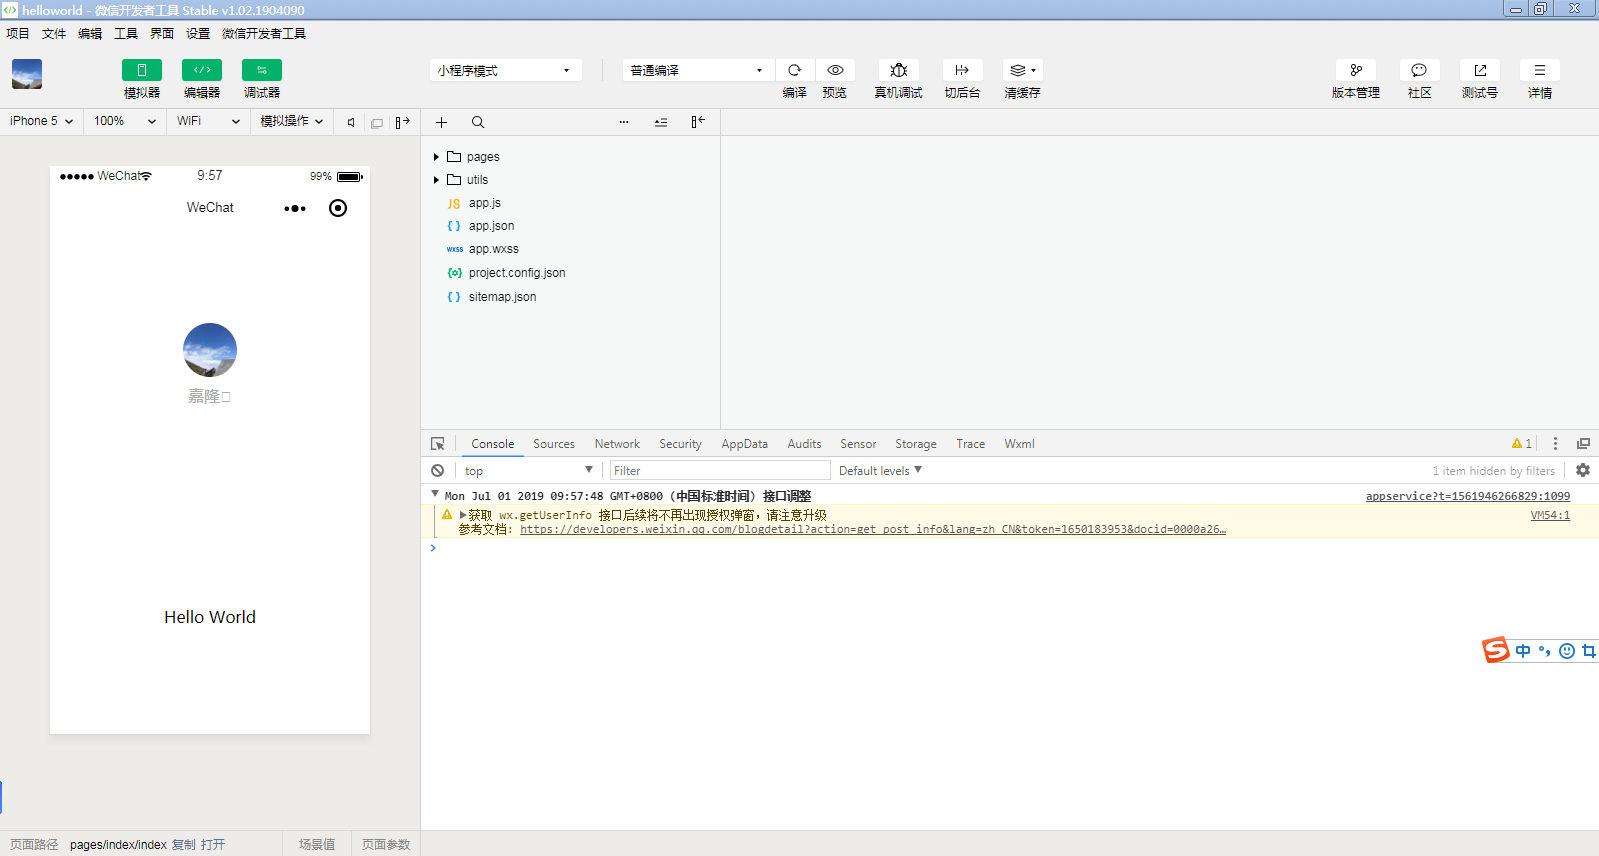 helloworld - 微信开发者工具 Stable v1.02.1904090
项目 文件 编辑 工具 界面 设置 微信开发者工具
小程序模式 普通编译
模拟器 编辑器 调试器 编译 预览 真机调试 切后台 清缓存 版本管理 社区 测试号 详情
iPhone 5 100% WiFi 模拟操作
WeChat 9:57 99%
WeChat
嘉隆
Hello World
pages
utils
JS app.js
{ } app.json
wxss app.wxss
{o} project.config.json
{ } sitemap.json
Console Sources Network Security AppData Audits Sensor Storage Trace Wxml 1
top Filter Default levels 1 item hidden by filters
Mon Jul 01 2019 09:57:48 GMT+0800 (中国标准时间) 接口调整 appservice?t=1561946266829:1099
获取 wx.getUserInfo 接口后续将不再出现授权弹窗，请注意升级 VM54:1
参考文档: https://developers.weixin.qq.com/blogdetail?action=get_post_info&lang=zh_CN&token=1650183953&docid=0000a26…
中
页面路径 pages/index/index 复制 打开 场景值 页面参数